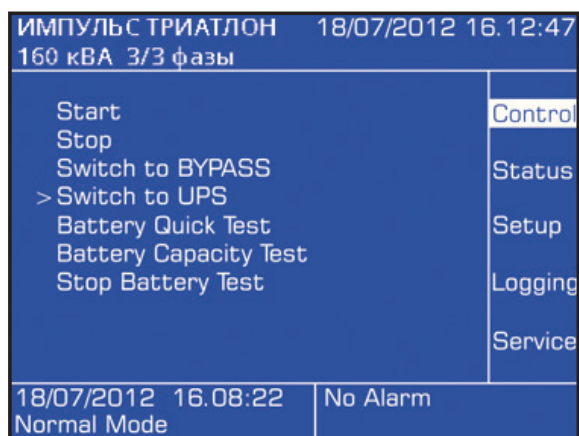 ИМПУЛЬС ТРИАТЛОН 18/07/2012 16.12:47
160 кВА 3/3 фазы
Start
Stop
Switch to BYPASS
> Switch to UPS
Battery Quick Test
Battery Capacity Test
Stop Battery Test
Control
Status
Setup
Logging
Service
18/07/2012 16.08:22
Normal Mode
No Alarm